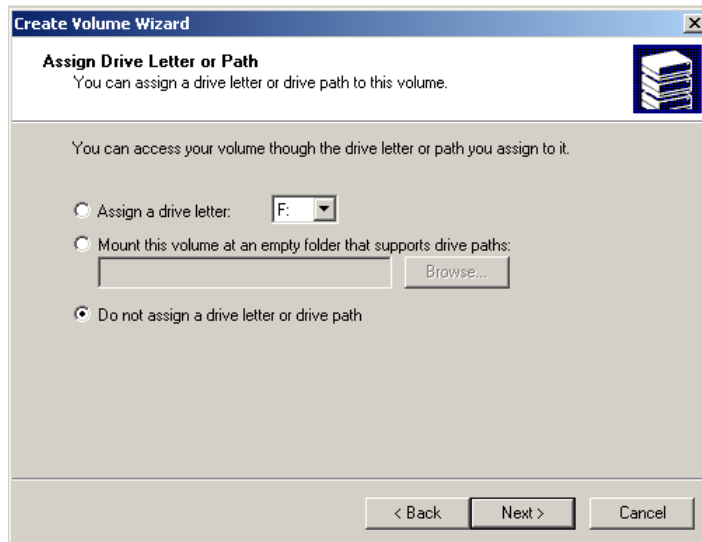 Create Volume Wizard
Assign Drive Letter or Path
You can assign a drive letter or drive path to this volume.
You can access your volume though the drive letter or path you assign to it.
Assign a drive letter: F:
Mount this volume at an empty folder that supports drive paths:
Browse...
Do not assign a drive letter or drive path
< Back Next > Cancel